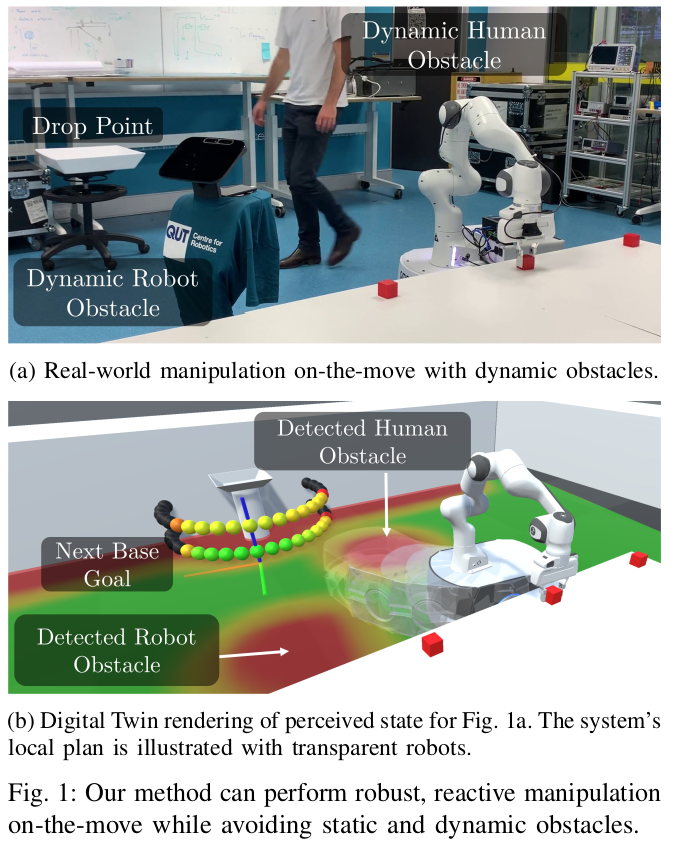 Dynamic Human
Obstacle
Drop Point
QUT
Centre for
Robotics
Dynamic Robot
Obstacle
(a) Real-world manipulation on-the-move with dynamic obstacles.
Detected Human
Obstacle
Next Base
Goal
Detected Robot
Obstacle
(b) Digital Twin rendering of perceived state for Fig. 1a. The system's
local plan is illustrated with transparent robots.
Fig. 1: Our method can perform robust, reactive manipulation
on-the-move while avoiding static and dynamic obstacles.